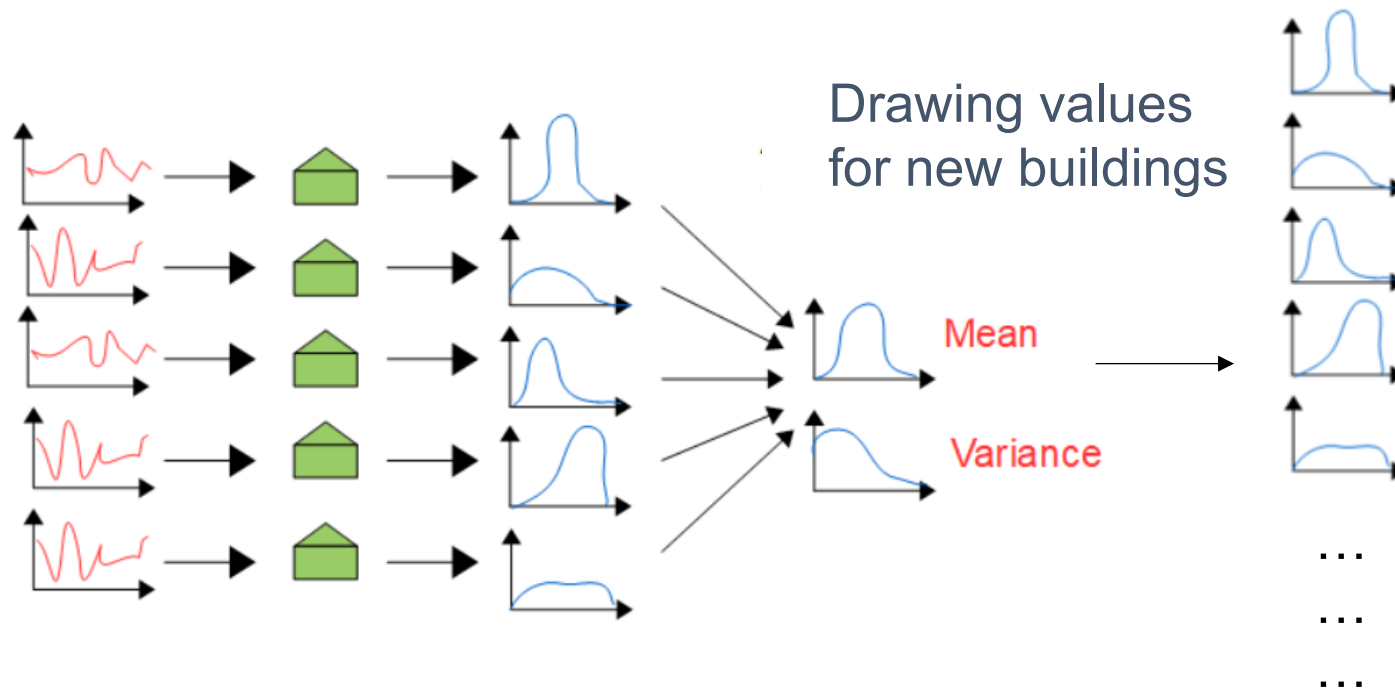 Drawing values
for new buildings
Mean
Variance
…
…
…